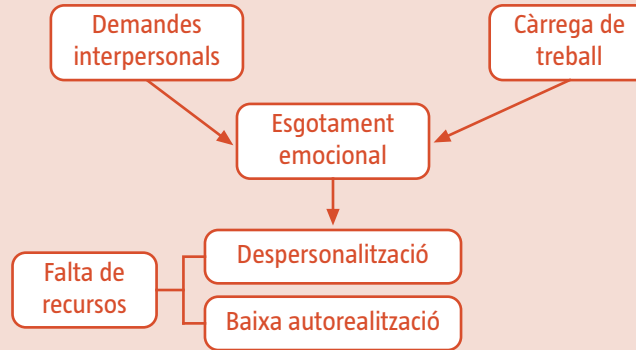 Demandes
interpersonals
Càrrega de
treball
Esgotament
emocional
Despersonalització
Falta de
recursos
Baixa autorealització